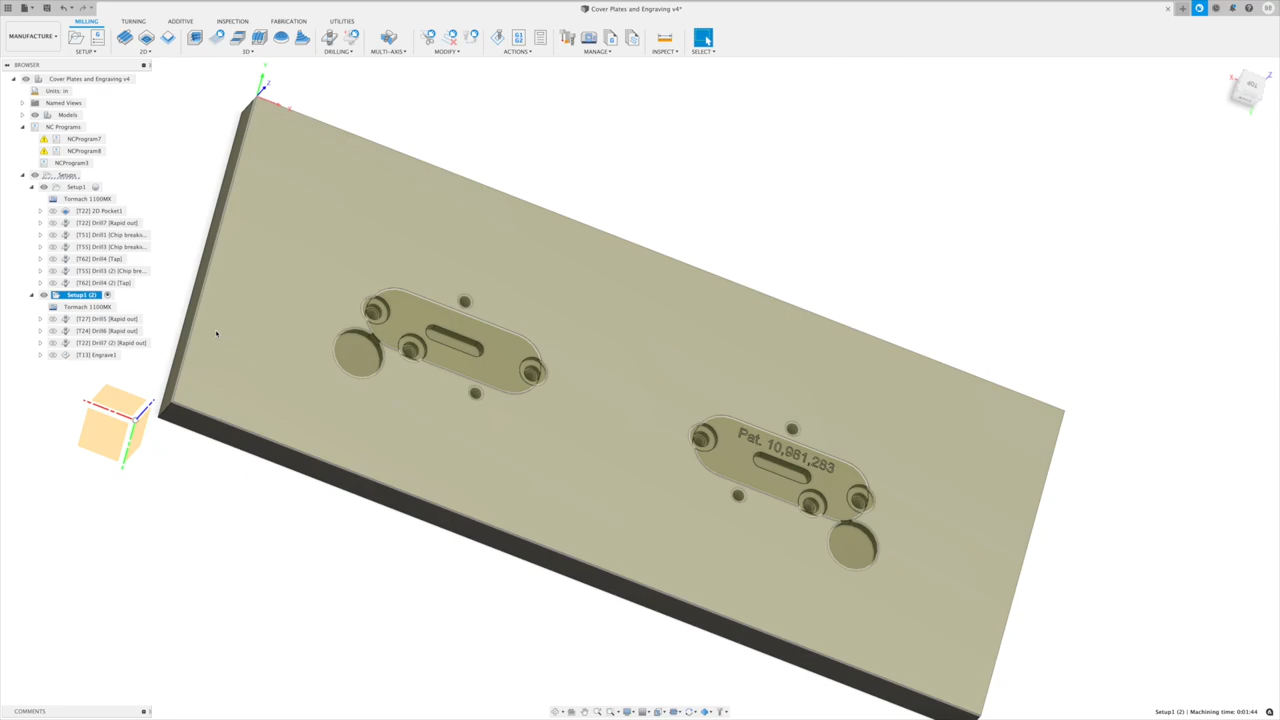 Cover Plates and Engraving v4*
MILLING TURNING ADDITIVE INSPECTION FABRICATION UTILITIES
MANUFACTURE
SETUP 2D 3D DRILLING MULTI-AXIS MODIFY ACTIONS MANAGE INSPECT SELECT
BROWSER
Cover Plates and Engraving v4
Units: in
Named Views
Models
NC Programs
NCProgram7
NCProgram8
NCProgram3
Setups
Setup1
Tormach 1100MX
[T22] 2D Pocket1
[T22] Drill7 [Rapid out]
[T51] Drill1 [Chip breakin...
[T55] Drill3 [Chip breakin...
[T62] Drill4 [Tap]
[T55] Drill3 (2) [Chip bre...
[T62] Drill4 (2) [Tap]
Setup1 (2)
Tormach 1100MX
[T27] Drill5 [Rapid out]
[T24] Drill6 [Rapid out]
[T22] Drill7 (2) [Rapid out]
[T13] Engrave1
Pat. 10,981,283
TOP
X
Y
Z
COMMENTS
Setup1 (2) | Machining time: 0:01:44